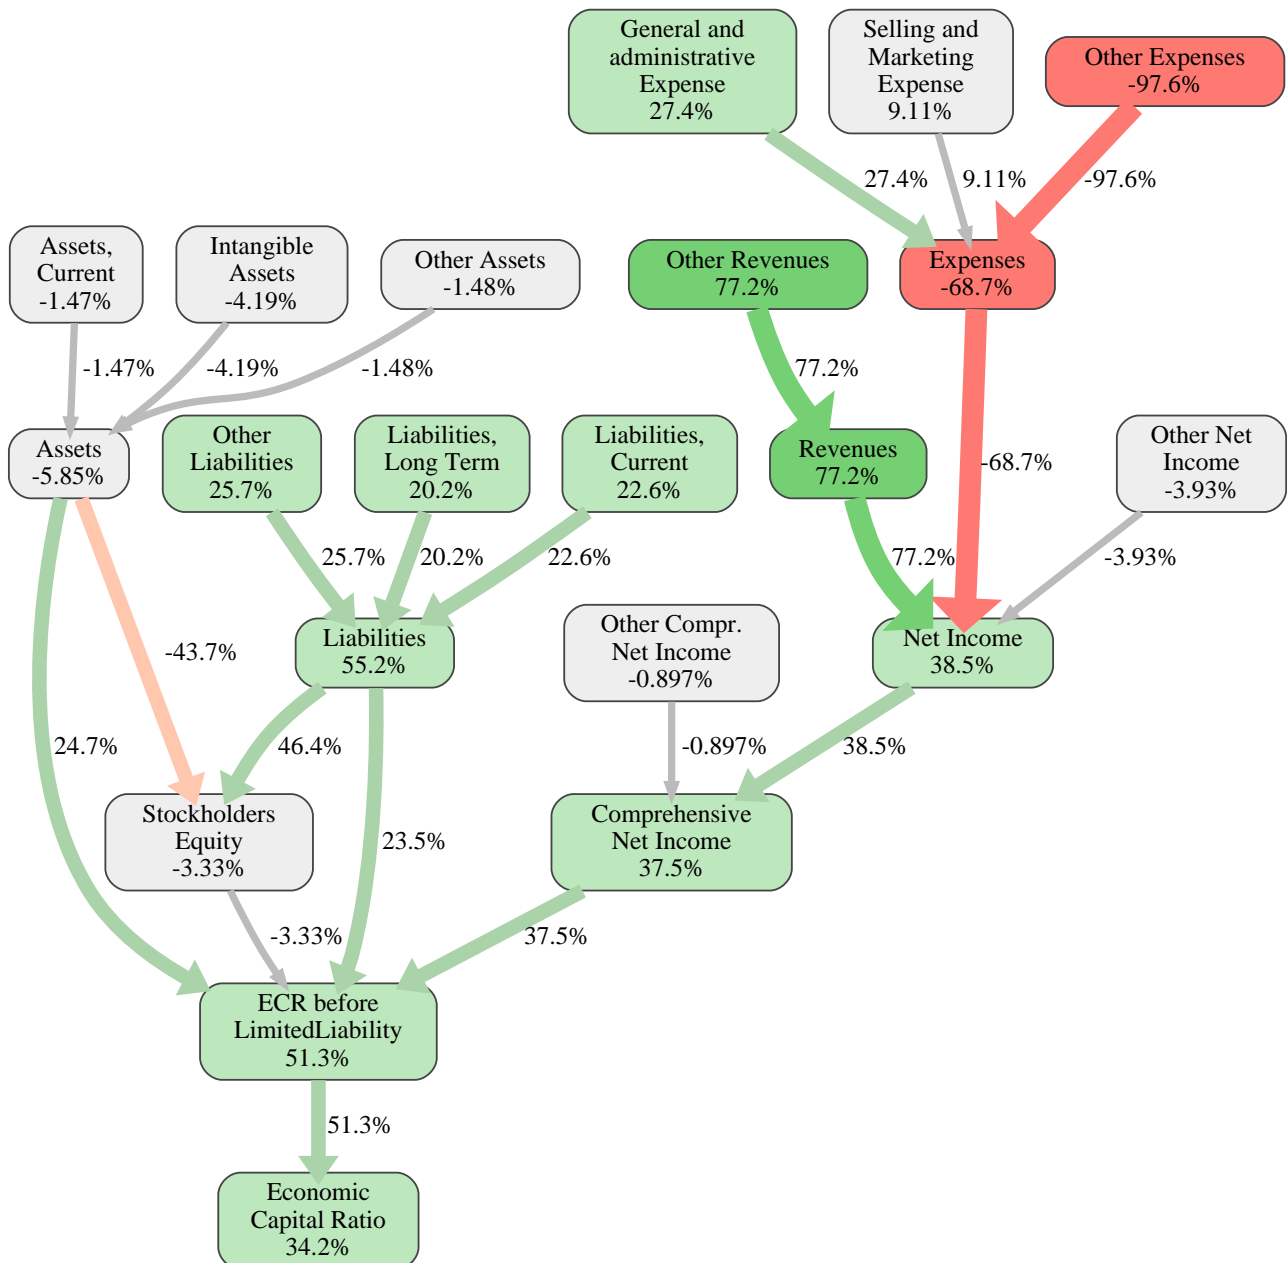 General and
administrative
Expense
27.4%
Selling and
Marketing
Expense
9.11%
Other Expenses
-97.6%
27.4%
9.11%
-97.6%
Assets,
Current
-1.47%
Intangible
Assets
-4.19%
Other Assets
-1.48%
Other Revenues
77.2%
Expenses
-68.7%
-1.47%
-4.19%
-1.48%
77.2%
-68.7%
Assets
-5.85%
Other
Liabilities
25.7%
Liabilities,
Long Term
20.2%
Liabilities,
Current
22.6%
Revenues
77.2%
Other Net
Income
-3.93%
25.7%
20.2%
22.6%
77.2%
-3.93%
-43.7%
Liabilities
55.2%
Other Compr.
Net Income
-0.897%
Net Income
38.5%
24.7%
46.4%
-0.897%
38.5%
Stockholders
Equity
-3.33%
23.5%
Comprehensive
Net Income
37.5%
-3.33%
37.5%
ECR before
LimitedLiability
51.3%
51.3%
Economic
Capital Ratio
34.2%